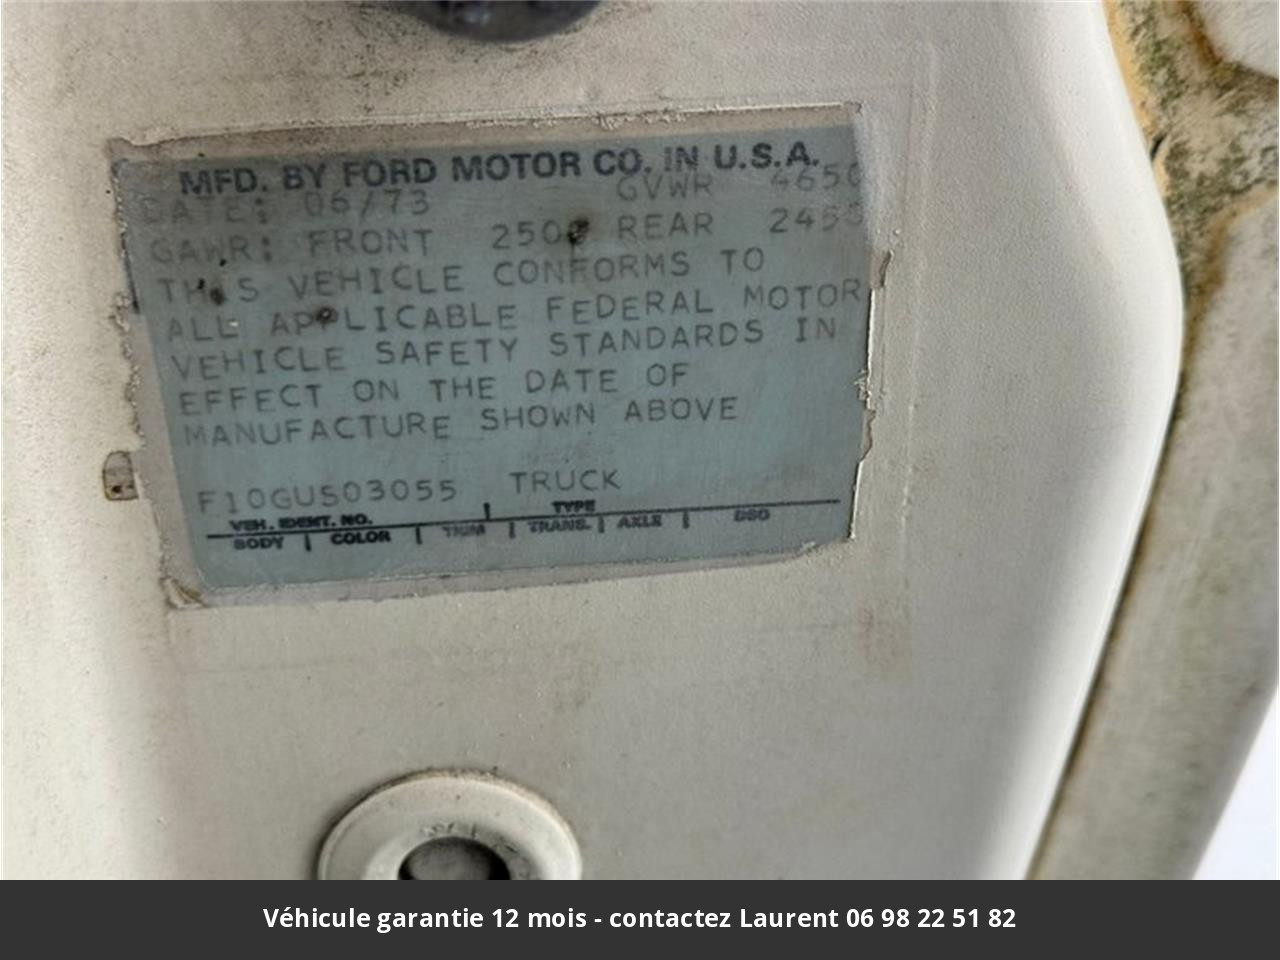 MFD. BY FORD MOTOR CO. IN U.S.A.
DATE: 06/73 GVWR 4650
GAWR: FRONT 2500 REAR 2450
THIS VEHICLE CONFORMS TO
ALL APPLICABLE FEDERAL MOTOR
VEHICLE SAFETY STANDARDS IN
EFFECT ON THE DATE OF
MANUFACTURE SHOWN ABOVE
F10GUS03055 TRUCK
VEH. IDENT. NO. TYPE
BODY COLOR TRIM TRANS. AXLE DSO
Véhicule garantie 12 mois - contactez Laurent 06 98 22 51 82